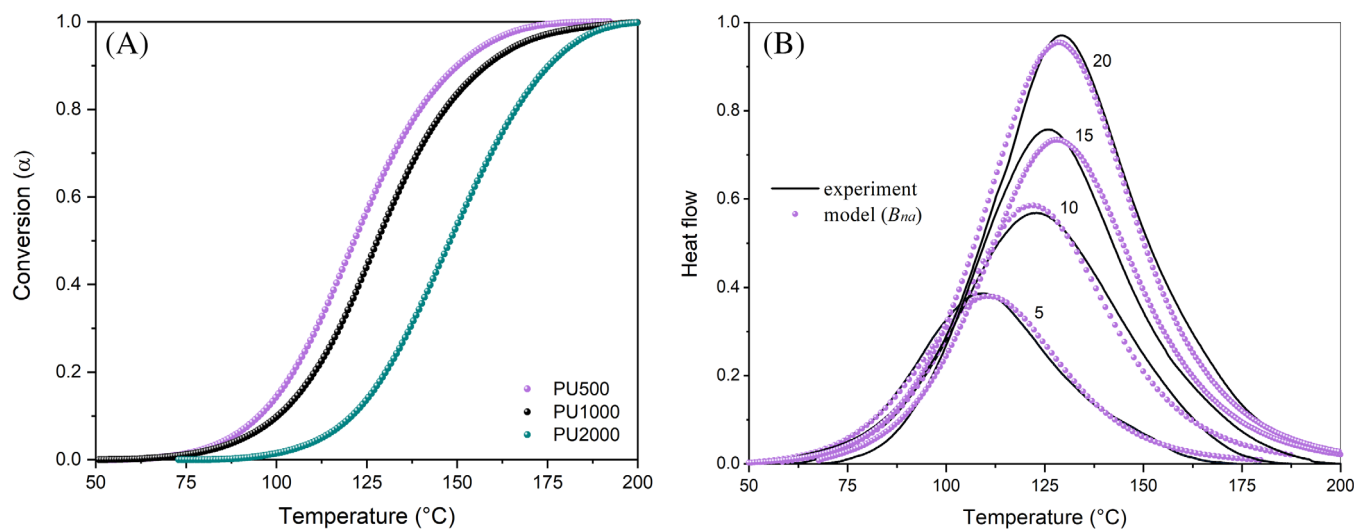 (A)
1.0
0.8
0.6
0.4
0.2
0.0
Conversion (α)
PU500
PU1000
PU2000
50 75 100 125 150 175 200
Temperature (°C)
(B)
1.0
0.8
0.6
0.4
0.2
0.0
Heat flow
20
15
10
5
experiment
model (Bna)
50 75 100 125 150 175 200
Temperature (°C)